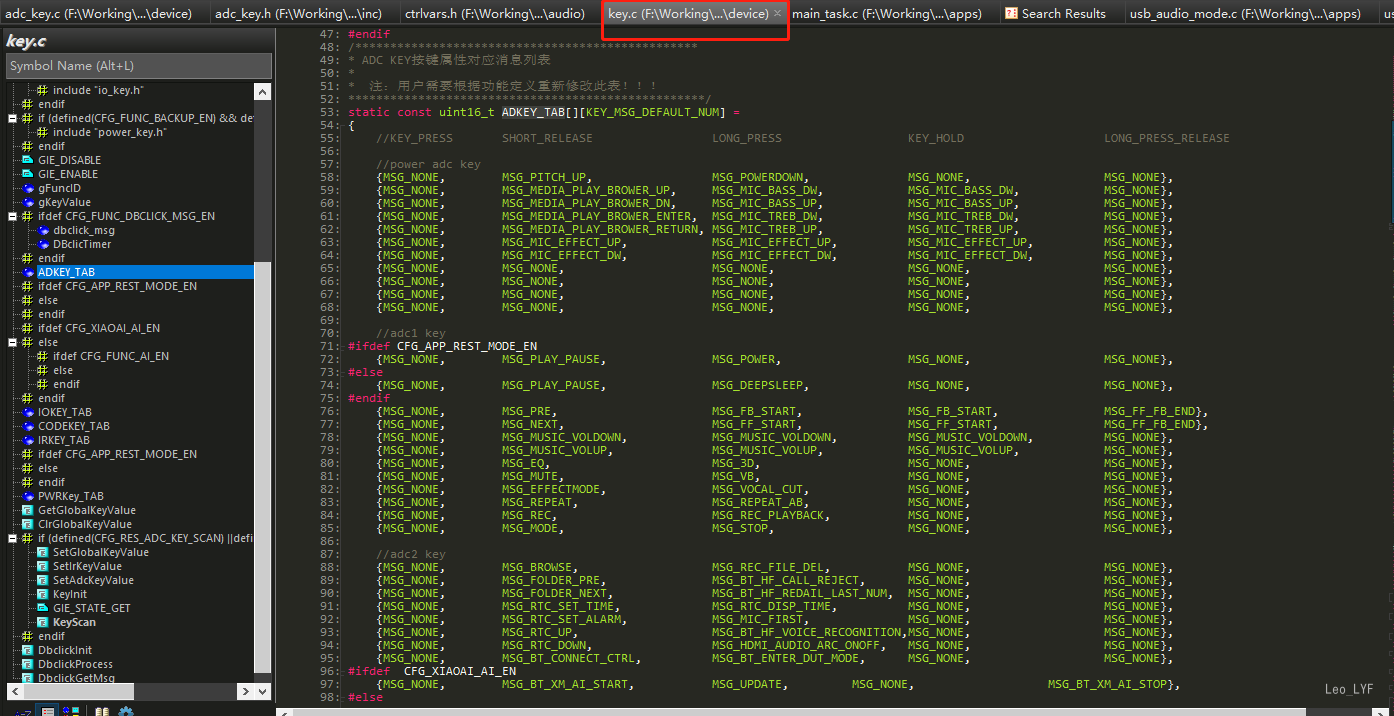 adc_key.c (F:\Working\...\device) adc_key.h (F:\Working\...\inc) ctrlvars.h (F:\Working\...\audio) key.c (F:\Working\...\device) × main_task.c (F:\Working\...\apps) Search Results usb_audio_mode.c (F:\Working\...\apps) us
key.c
Symbol Name (Alt+L)
include "io_key.h"
endif
if (defined(CFG_FUNC_BACKUP_EN) && de
include "power_key.h"
endif
GIE_DISABLE
GIE_ENABLE
gFuncID
gKeyValue
ifdef CFG_FUNC_DBCLICK_MSG_EN
dbclick_msg
DBclicTimer
endif
ADKEY_TAB
ifdef CFG_APP_REST_MODE_EN
else
endif
ifdef CFG_XIAOAI_AI_EN
else
ifdef CFG_FUNC_AI_EN
else
endif
endif
IOKEY_TAB
CODEKEY_TAB
IRKEY_TAB
ifdef CFG_APP_REST_MODE_EN
else
endif
PWRKey_TAB
GetGlobalKeyValue
ClrGlobalKeyValue
if (defined(CFG_RES_ADC_KEY_SCAN) ||defi
SetGlobalKeyValue
SetIrKeyValue
SetAdcKeyValue
KeyInit
GIE_STATE_GET
KeyScan
endif
DbclickInit
DbclickProcess
DbclickGetMsg
47: #endif
48: /*************************************************
49: * ADC KEY按键属性对应消息列表
50: *
51: * 注: 用户需要根据功能定义重新修改此表!!!
52: ***************************************************/
53: static const uint16_t ADKEY_TAB[][KEY_MSG_DEFAULT_NUM] =
54: {
55: //KEY_PRESS SHORT_RELEASE LONG_PRESS KEY_HOLD LONG_PRESS_RELEASE
56:
57: //power adc key
58: {MSG_NONE, MSG_PITCH_UP, MSG_POWERDOWN, MSG_NONE, MSG_NONE},
59: {MSG_NONE, MSG_MEDIA_PLAY_BROWER_UP, MSG_MIC_BASS_DW, MSG_MIC_BASS_DW, MSG_NONE},
60: {MSG_NONE, MSG_MEDIA_PLAY_BROWER_DN, MSG_MIC_BASS_UP, MSG_MIC_BASS_UP, MSG_NONE},
61: {MSG_NONE, MSG_MEDIA_PLAY_BROWER_ENTER, MSG_MIC_TREB_DW, MSG_MIC_TREB_DW, MSG_NONE},
62: {MSG_NONE, MSG_MEDIA_PLAY_BROWER_RETURN, MSG_MIC_TREB_UP, MSG_MIC_TREB_UP, MSG_NONE},
63: {MSG_NONE, MSG_MIC_EFFECT_UP, MSG_MIC_EFFECT_UP, MSG_MIC_EFFECT_UP, MSG_NONE},
64: {MSG_NONE, MSG_MIC_EFFECT_DW, MSG_MIC_EFFECT_DW, MSG_MIC_EFFECT_DW, MSG_NONE},
65: {MSG_NONE, MSG_NONE, MSG_NONE, MSG_NONE, MSG_NONE},
66: {MSG_NONE, MSG_NONE, MSG_NONE, MSG_NONE, MSG_NONE},
67: {MSG_NONE, MSG_NONE, MSG_NONE, MSG_NONE, MSG_NONE},
68: {MSG_NONE, MSG_NONE, MSG_NONE, MSG_NONE, MSG_NONE},
69:
70: //adc1 key
71: #ifdef CFG_APP_REST_MODE_EN
72: {MSG_NONE, MSG_PLAY_PAUSE, MSG_POWER, MSG_NONE, MSG_NONE},
73: #else
74: {MSG_NONE, MSG_PLAY_PAUSE, MSG_DEEPSLEEP, MSG_NONE, MSG_NONE},
75: #endif
76: {MSG_NONE, MSG_PRE, MSG_FB_START, MSG_FB_START, MSG_FF_FB_END},
77: {MSG_NONE, MSG_NEXT, MSG_FF_START, MSG_FF_START, MSG_FF_FB_END},
78: {MSG_NONE, MSG_MUSIC_VOLDOWN, MSG_MUSIC_VOLDOWN, MSG_MUSIC_VOLDOWN, MSG_NONE},
79: {MSG_NONE, MSG_MUSIC_VOLUP, MSG_MUSIC_VOLUP, MSG_MUSIC_VOLUP, MSG_NONE},
80: {MSG_NONE, MSG_EQ, MSG_3D, MSG_NONE, MSG_NONE},
81: {MSG_NONE, MSG_MUTE, MSG_VB, MSG_NONE, MSG_NONE},
82: {MSG_NONE, MSG_EFFECTMODE, MSG_VOCAL_CUT, MSG_NONE, MSG_NONE},
83: {MSG_NONE, MSG_REPEAT, MSG_REPEAT_AB, MSG_NONE, MSG_NONE},
84: {MSG_NONE, MSG_REC, MSG_REC_PLAYBACK, MSG_NONE, MSG_NONE},
85: {MSG_NONE, MSG_MODE, MSG_STOP, MSG_NONE, MSG_NONE},
86:
87: //adc2 key
88: {MSG_NONE, MSG_BROWSE, MSG_REC_FILE_DEL, MSG_NONE, MSG_NONE},
89: {MSG_NONE, MSG_FOLDER_PRE, MSG_BT_HF_CALL_REJECT, MSG_NONE, MSG_NONE},
90: {MSG_NONE, MSG_FOLDER_NEXT, MSG_BT_HF_REDAIL_LAST_NUM, MSG_NONE, MSG_NONE},
91: {MSG_NONE, MSG_RTC_SET_TIME, MSG_RTC_DISP_TIME, MSG_NONE, MSG_NONE},
92: {MSG_NONE, MSG_RTC_SET_ALARM, MSG_MIC_FIRST, MSG_NONE, MSG_NONE},
93: {MSG_NONE, MSG_RTC_UP, MSG_BT_HF_VOICE_RECOGNITION,MSG_NONE, MSG_NONE},
94: {MSG_NONE, MSG_RTC_DOWN, MSG_HDMI_AUDIO_ARC_ONOFF, MSG_NONE, MSG_NONE},
95: {MSG_NONE, MSG_BT_CONNECT_CTRL, MSG_BT_ENTER_DUT_MODE, MSG_NONE, MSG_NONE},
96: #ifdef CFG_XIAOAI_AI_EN
97: {MSG_NONE, MSG_BT_XM_AI_START, MSG_UPDATE, MSG_NONE, MSG_BT_XM_AI_STOP},
98: #else
Leo_LYF